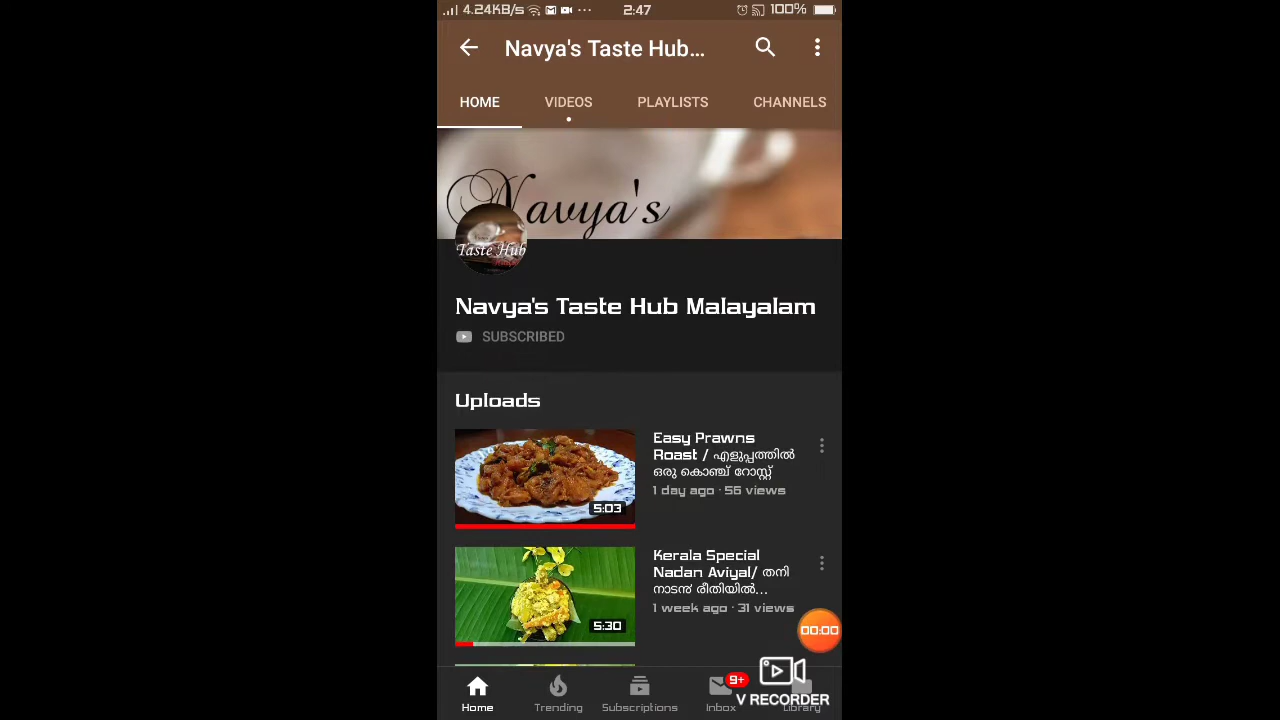 4.24KB/s ... 2:47 100%
Navya's Taste Hub...
HOME VIDEOS PLAYLISTS CHANNELS
Navya's
Taste Hub
Navya's Taste Hub Malayalam
SUBSCRIBED
Uploads
Easy Prawns
Roast / എളുപ്പത്തിൽ
ഒരു കൊഞ്ച് റോസ്റ്റ്
1 day ago · 56 views
5:03
Kerala Special
Nadan Aviyal/ തനി
നാടൻ രീതിയിൽ...
1 week ago · 31 views
5:30
00:00
9+
V RECORDER
Home Trending Subscriptions Inbox Library